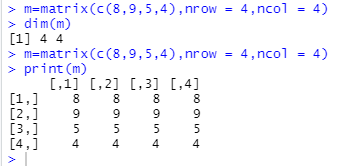 > m=matrix(c(8,9,5,4),nrow = 4,ncol = 4)
> dim(m)
[1] 4 4
> m=matrix(c(8,9,5,4),nrow = 4,ncol = 4)
> print(m)
     [,1] [,2] [,3] [,4]
[1,]    8    8    8    8
[2,]    9    9    9    9
[3,]    5    5    5    5
[4,]    4    4    4    4
>